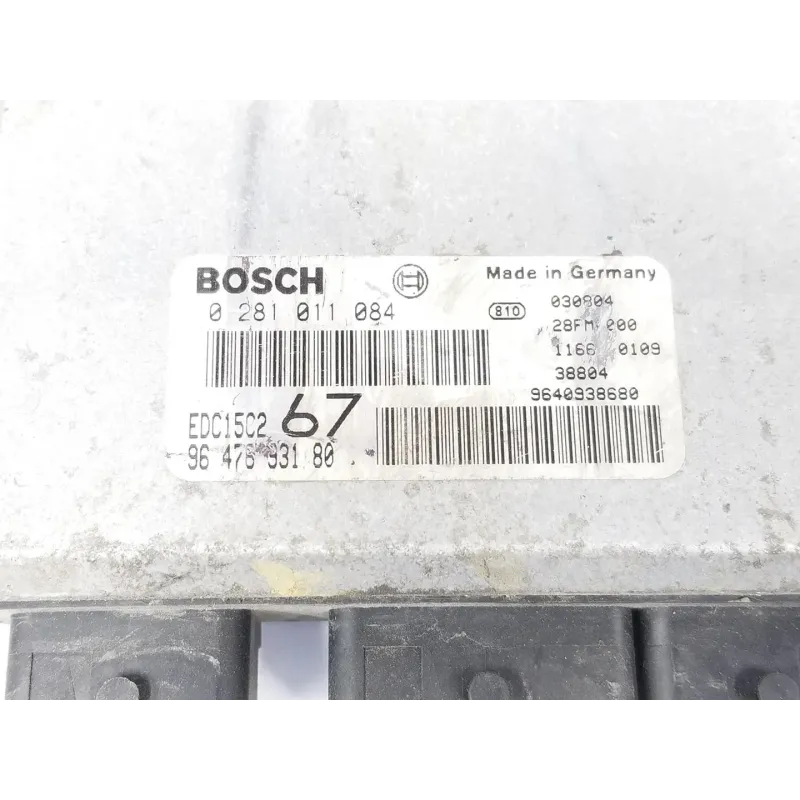 BOSCH
Made in Germany
0 281 011 084
810
030804
28FM 000
1166 0109
38804
9640938680
EDC15C2 67
96 476 931 80